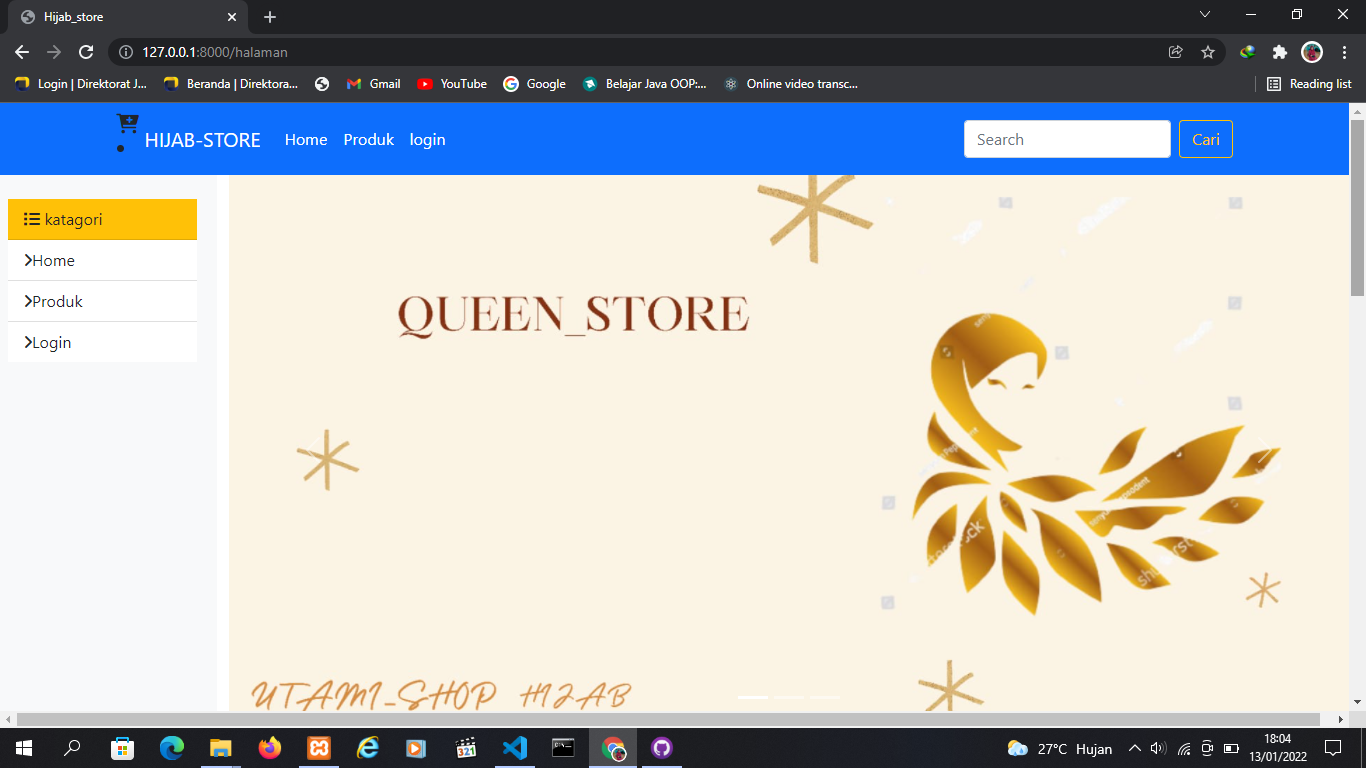 Hijab_store
127.0.0.1:8000/halaman
Login | Direktorat J...
Beranda | Direktora...
Gmail
YouTube
Google
Belajar Java OOP:...
Online video transc...
Reading list
HIJAB-STORE
Home
Produk
login
Search
Cari
katagori
Home
Produk
Login
QUEEN_STORE
UTAMI_SHOP HIJAB
27°C Hujan
18:04
13/01/2022